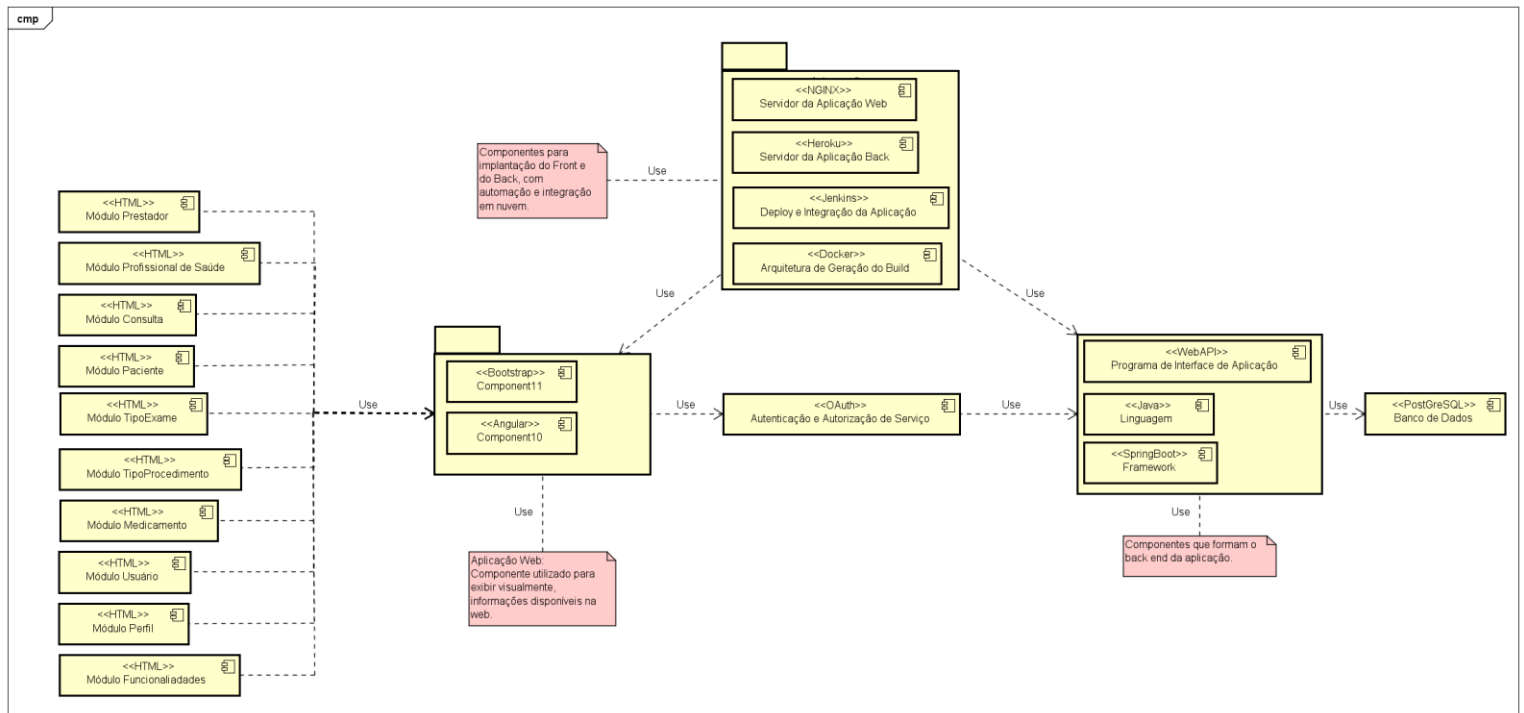 cmp
<<NGINX>>
Servidor da Aplicação Web
<<Heroku>>
Servidor da Aplicação Back
<<Jenkins>>
Deploy e Integração da Aplicação
<<Docker>>
Arquitetura de Geração do Build
Componentes para
implantação do Front e
do Back, com
automação e integração
em nuvem.
Use
<<HTML>>
Módulo Prestador
<<HTML>>
Módulo Profissional de Saúde
<<HTML>>
Módulo Consulta
<<HTML>>
Módulo Paciente
<<HTML>>
Módulo TipoExame
<<HTML>>
Módulo TipoProcedimento
<<HTML>>
Módulo Medicamento
<<HTML>>
Módulo Usuário
<<HTML>>
Módulo Perfil
<<HTML>>
Módulo Funcionaliadades
Use
Use
Use
<<Bootstrap>>
Component11
<<Angular>>
Component10
Use
<<OAuth>>
Autenticação e Autorização de Serviço
Use
<<WebAPI>>
Programa de Interface de Aplicação
<<Java>>
Linguagem
<<SpringBoot>>
Framework
Use
<<PostGreSQL>>
Banco de Dados
Use
Aplicação Web:
Componente utilizado para
exibir visualmente,
informações disponíveis na
web.
Use
Componentes que formam o
back end da aplicação.